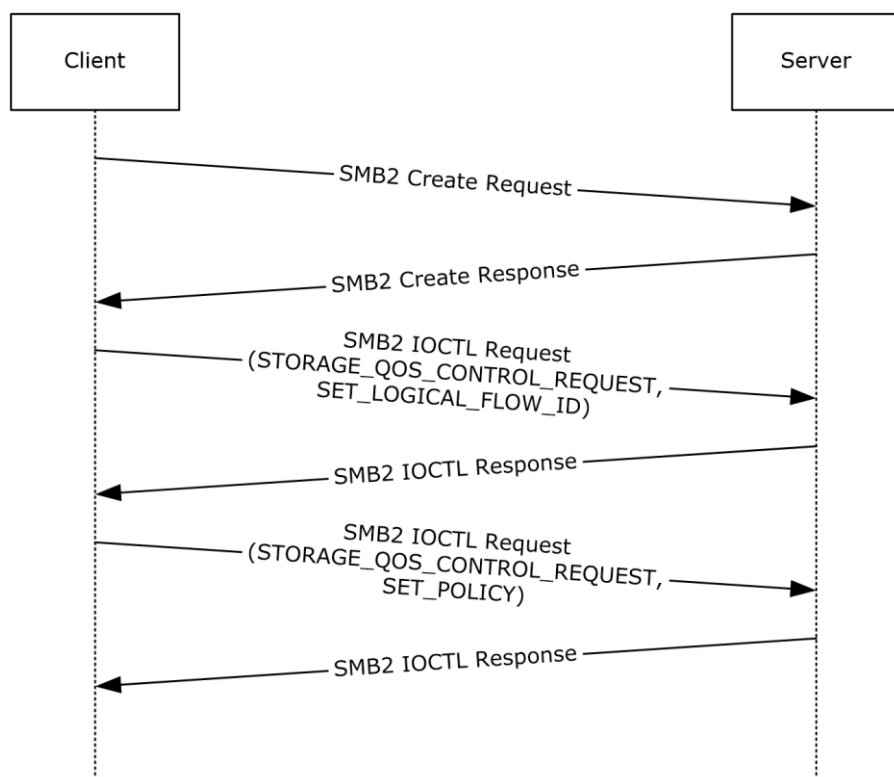 Client
Server
SMB2 Create Request
SMB2 Create Response
SMB2 IOCTL Request
(STORAGE_QOS_CONTROL_REQUEST,
SET_LOGICAL_FLOW_ID)
SMB2 IOCTL Response
SMB2 IOCTL Request
(STORAGE_QOS_CONTROL_REQUEST,
SET_POLICY)
SMB2 IOCTL Response